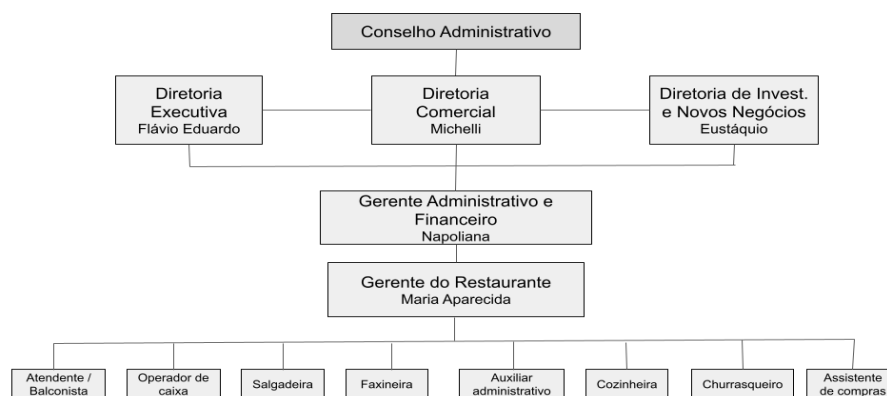 Conselho Administrativo
Diretoria
Executiva
Flávio Eduardo
Diretoria
Comercial
Michelli
Diretoria de Invest.
e Novos Negócios
Eustáquio
Gerente Administrativo e
Financeiro
Napoliana
Gerente do Restaurante
Maria Aparecida
Atendente /
Balconista
Operador de
caixa
Salgadeira
Faxineira
Auxiliar
administrativo
Cozinheira
Churrasqueiro
Assistente
de compras